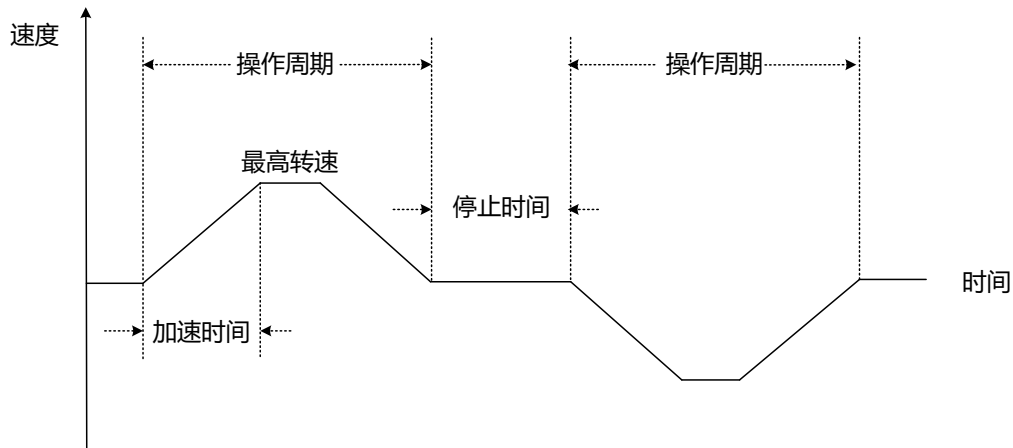 速度
操作周期
操作周期
最高转速
停止时间
时间
加速时间